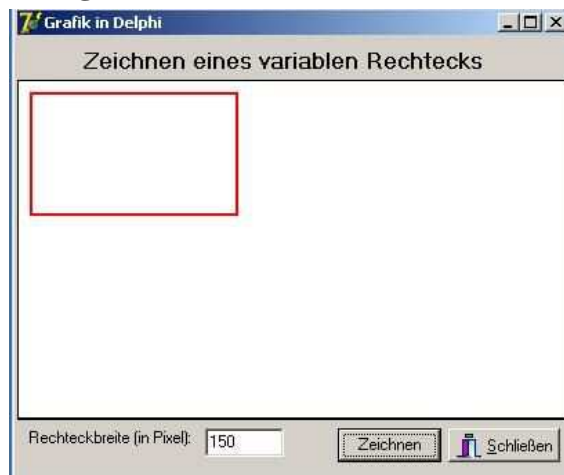 Grafik in Delphi
Zeichnen eines variablen Rechtecks
Rechteckbreite (in Pixel): 150 Zeichnen Schließen